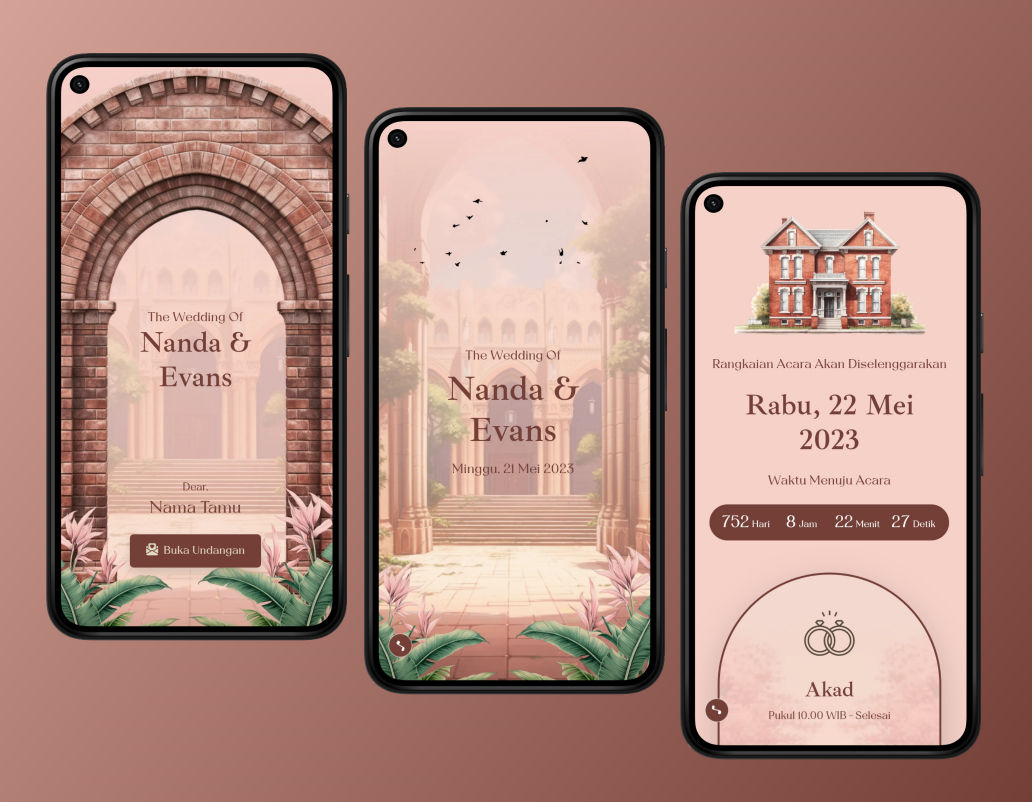 The Wedding Of
Nanda &
Evans
Dear,
Nama Tamu
Buka Undangan
The Wedding Of
Nanda &
Evans
Minggu, 21 Mei 2023
Rangkaian Acara Akan Diselenggarakan
Rabu, 22 Mei
2023
Waktu Menuju Acara
752 Hari 8 Jam 22 Menit 27 Detik
Akad
Pukul 10.00 WIB - Selesai